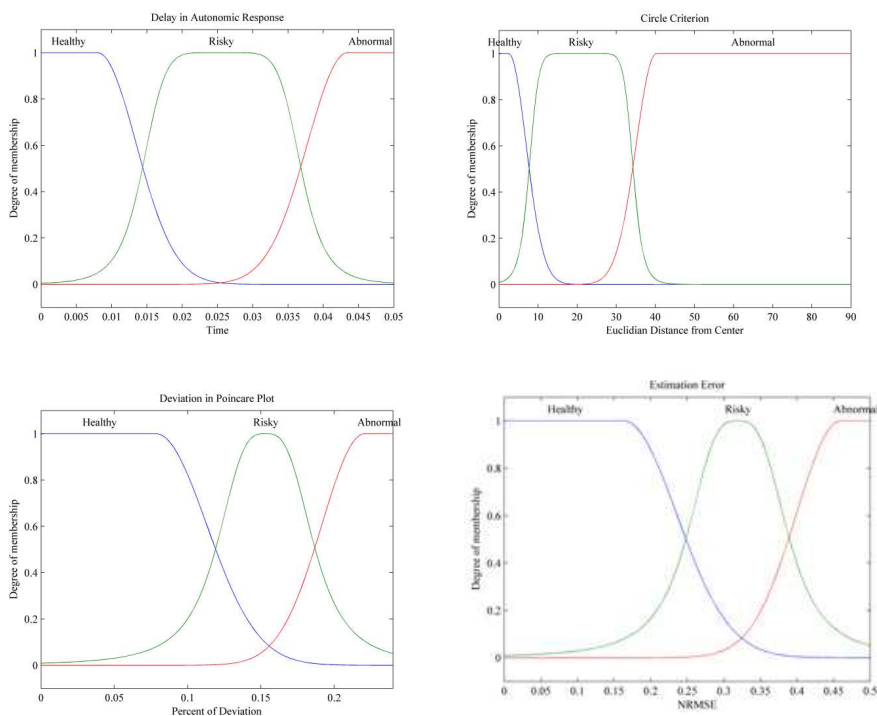 Delay in Autonomic Response
Healthy Risky Abnormal
1
0.8
0.6
0.4
0.2
0
Degree of membership
0 0.005 0.01 0.015 0.02 0.025 0.03 0.035 0.04 0.045 0.05
Time
Circle Criterion
Healthy Risky Abnormal
1
0.8
0.6
0.4
0.2
0
Degree of membership
0 10 20 30 40 50 60 70 80 90
Euclidian Distance from Center
Deviation in Poincare Plot
Healthy Risky Abnormal
1
0.8
0.6
0.4
0.2
0
Degree of membership
0 0.05 0.1 0.15 0.2
Percent of Deviation
Estimation Error
Healthy Risky Abnormal
1
0.8
0.6
0.4
0.2
0
Degree of membership
0 0.05 0.1 0.15 0.2 0.25 0.3 0.35 0.4 0.45 0.5
NRMSE